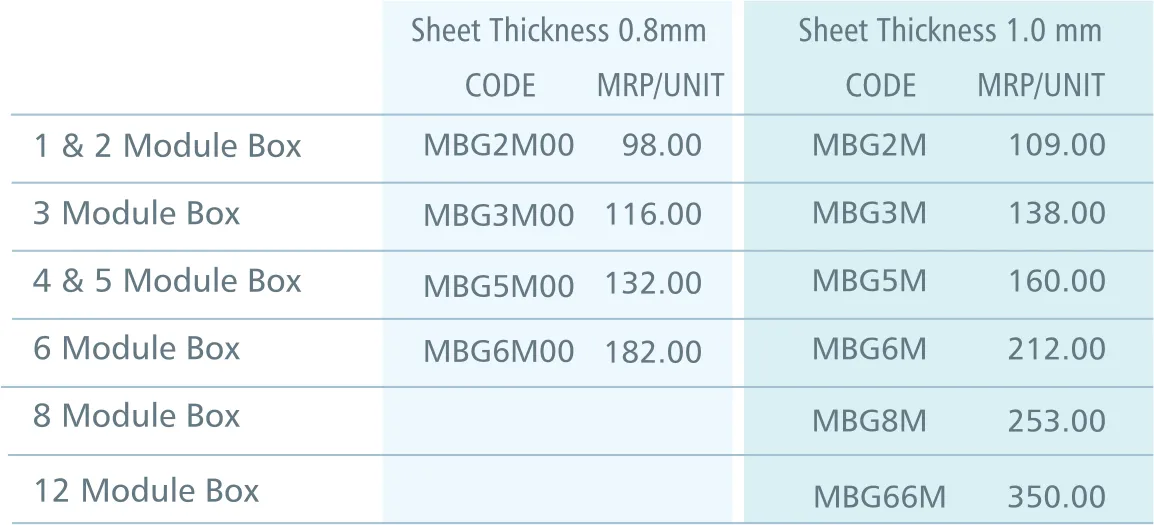 Sheet Thickness 0.8mm Sheet Thickness 1.0 mm
CODE MRP/UNIT CODE MRP/UNIT
1 & 2 Module Box MBG2M00 98.00 MBG2M 109.00
3 Module Box MBG3M00 116.00 MBG3M 138.00
4 & 5 Module Box MBG5M00 132.00 MBG5M 160.00
6 Module Box MBG6M00 182.00 MBG6M 212.00
8 Module Box MBG8M 253.00
12 Module Box MBG66M 350.00